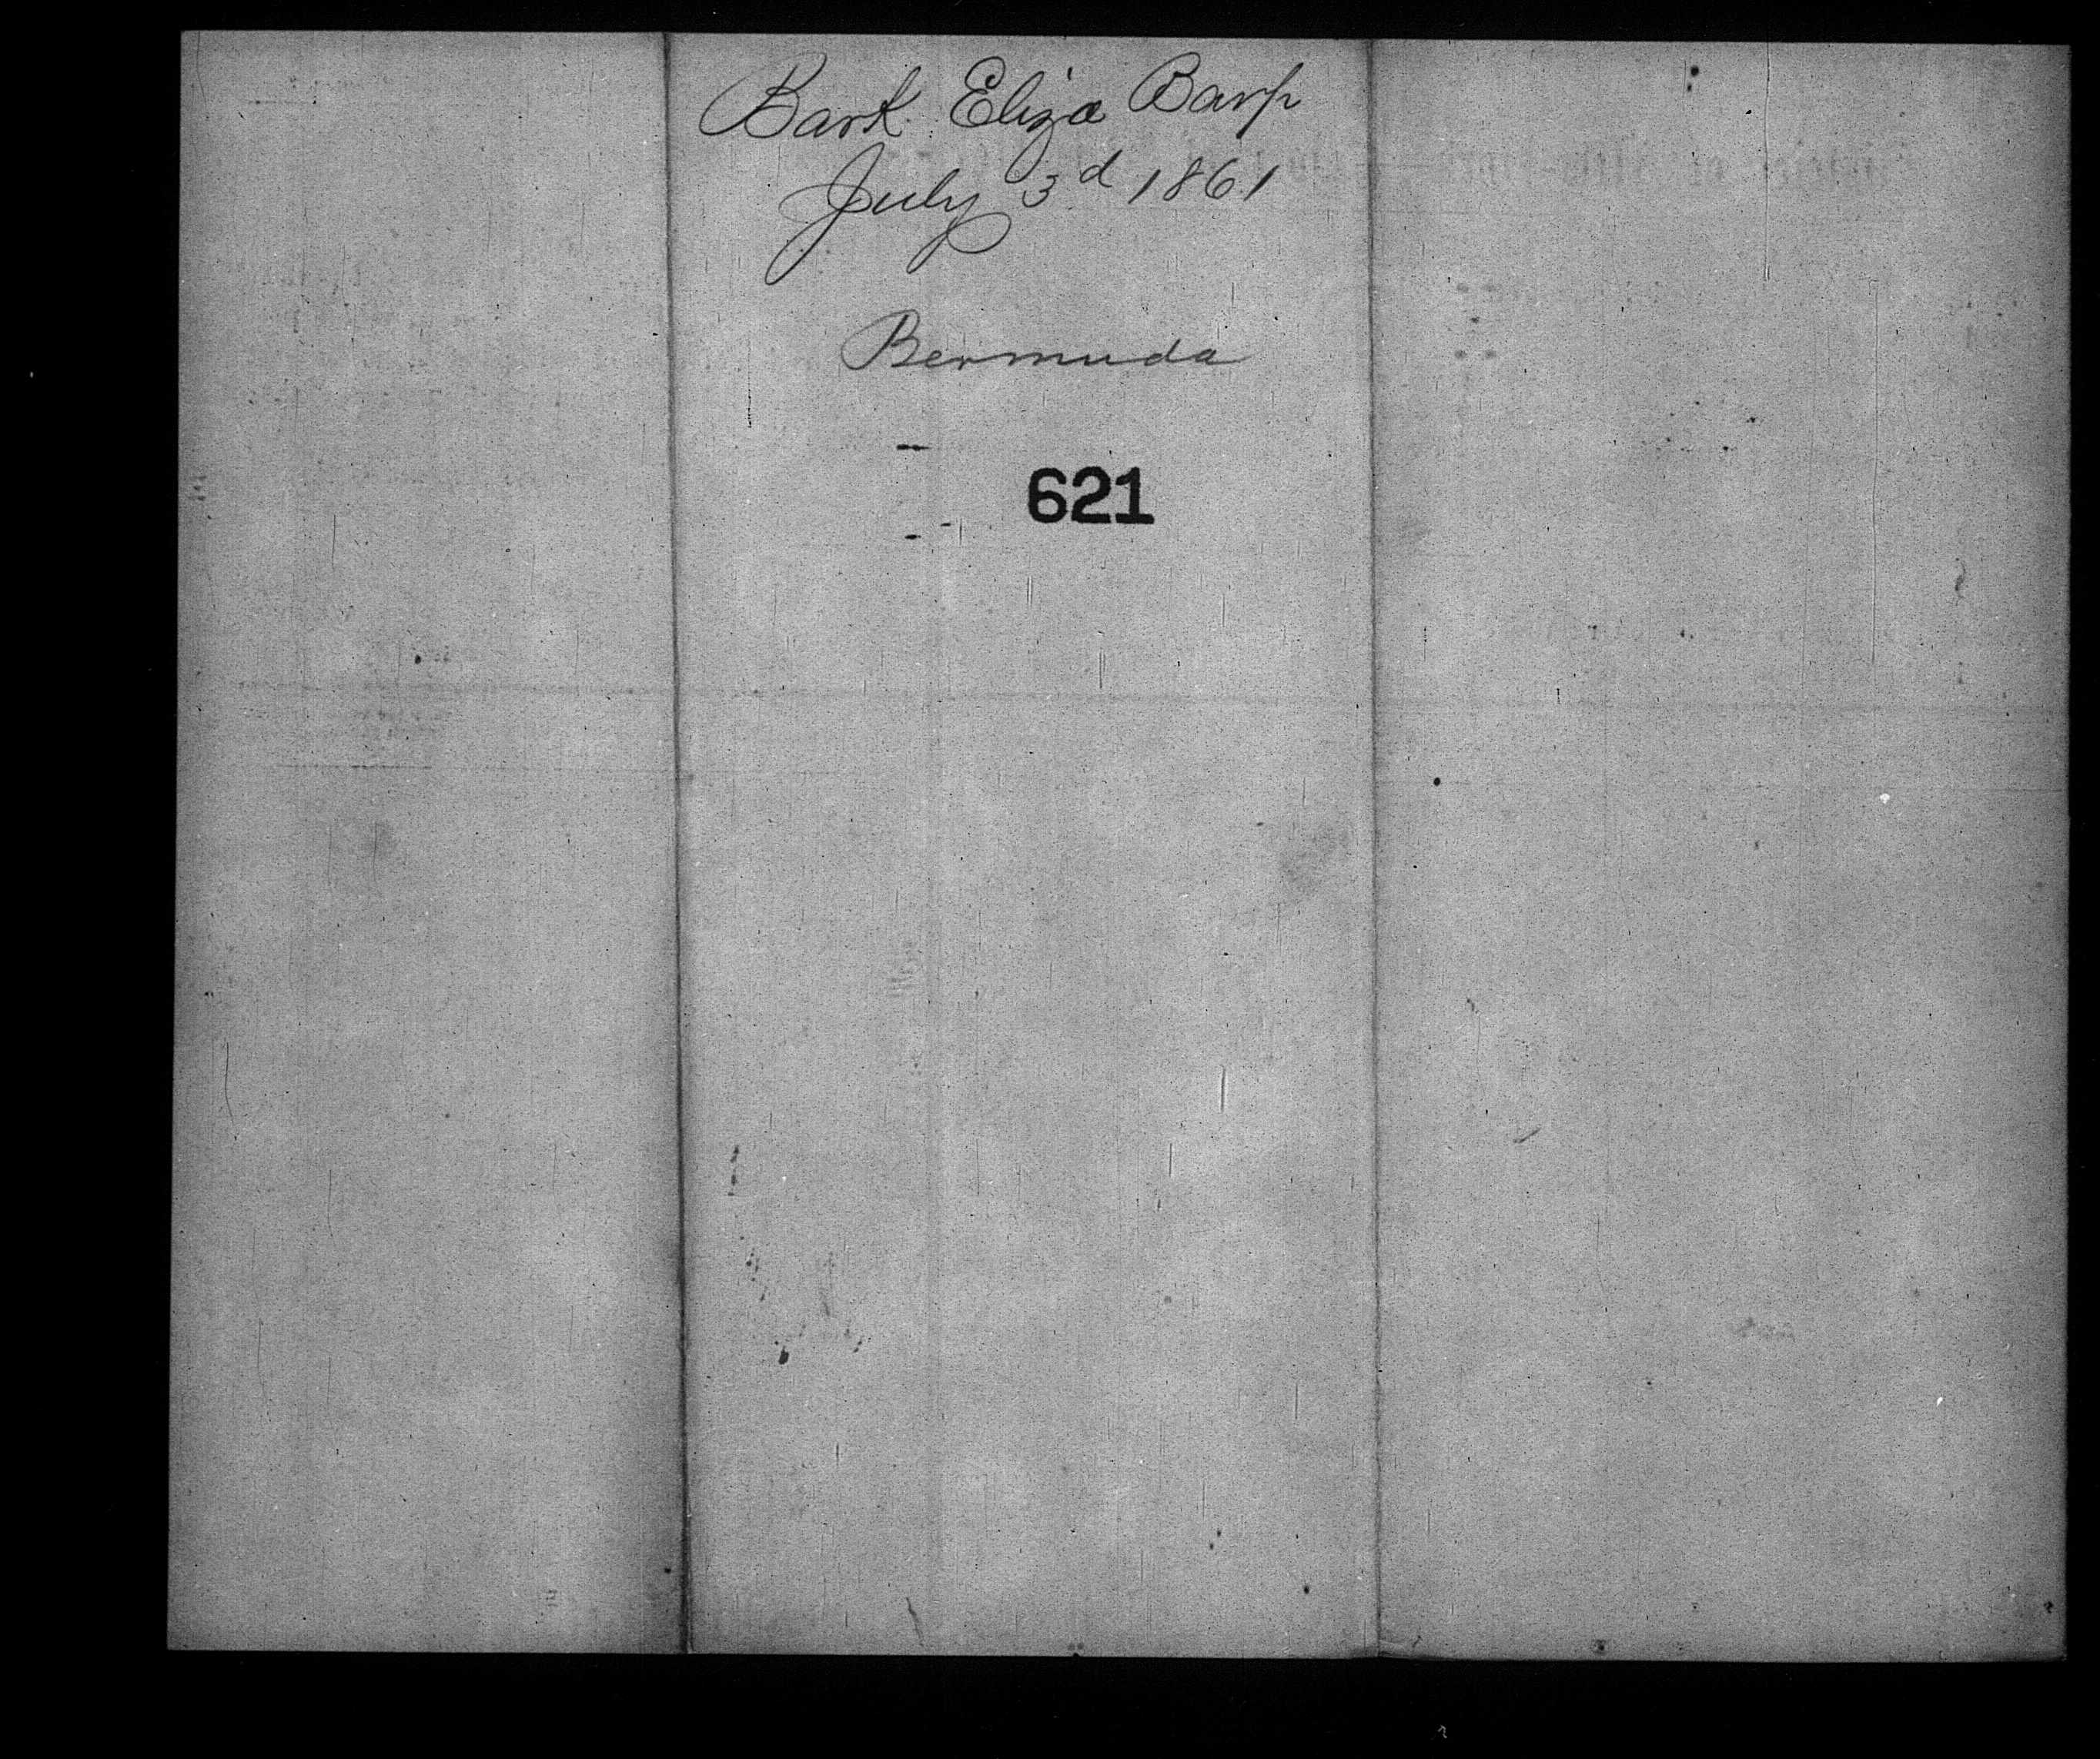 Bark Eliza Barss
July 3d 1861
Bermuda
621